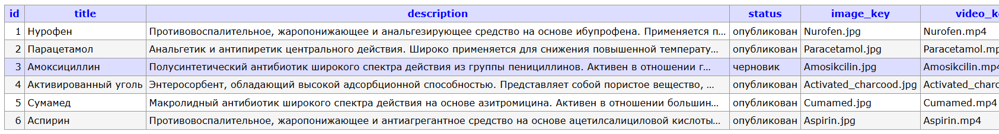 id title description status image_key video_k
1 Нурофен Противовоспалительное, жаропонижающее и анальгезирующее средство на основе ибупрофена. Применяется п... опубликован Nurofen.jpg Nurofen.mp4
2 Парацетамол Анальгетик и антипиретик центрального действия. Широко применяется для снижения повышенной температу... опубликован Paracetamol.jpg Paracetamol.mp
3 Амоксициллин Полусинтетический антибиотик широкого спектра действия из группы пенициллинов. Активен в отношении г... черновик Amosikcilin.jpg Amosikcilin.mp4
4 Активированный уголь Энтеросорбент, обладающий высокой адсорбционной способностью. Представляет собой пористое вещество, ... опубликован Activated_charcood.jpg Activated_charc
5 Сумамед Макролидный антибиотик широкого спектра действия на основе азитромицина. Активен в отношении большин... опубликован Cumamed.jpg Cumamed.mp4
6 Аспирин Противовоспалительное, жаропонижающее и антиагрегантное средство на основе ацетилсалициловой кислоты... опубликован Aspirin.jpg Aspirin.mp4